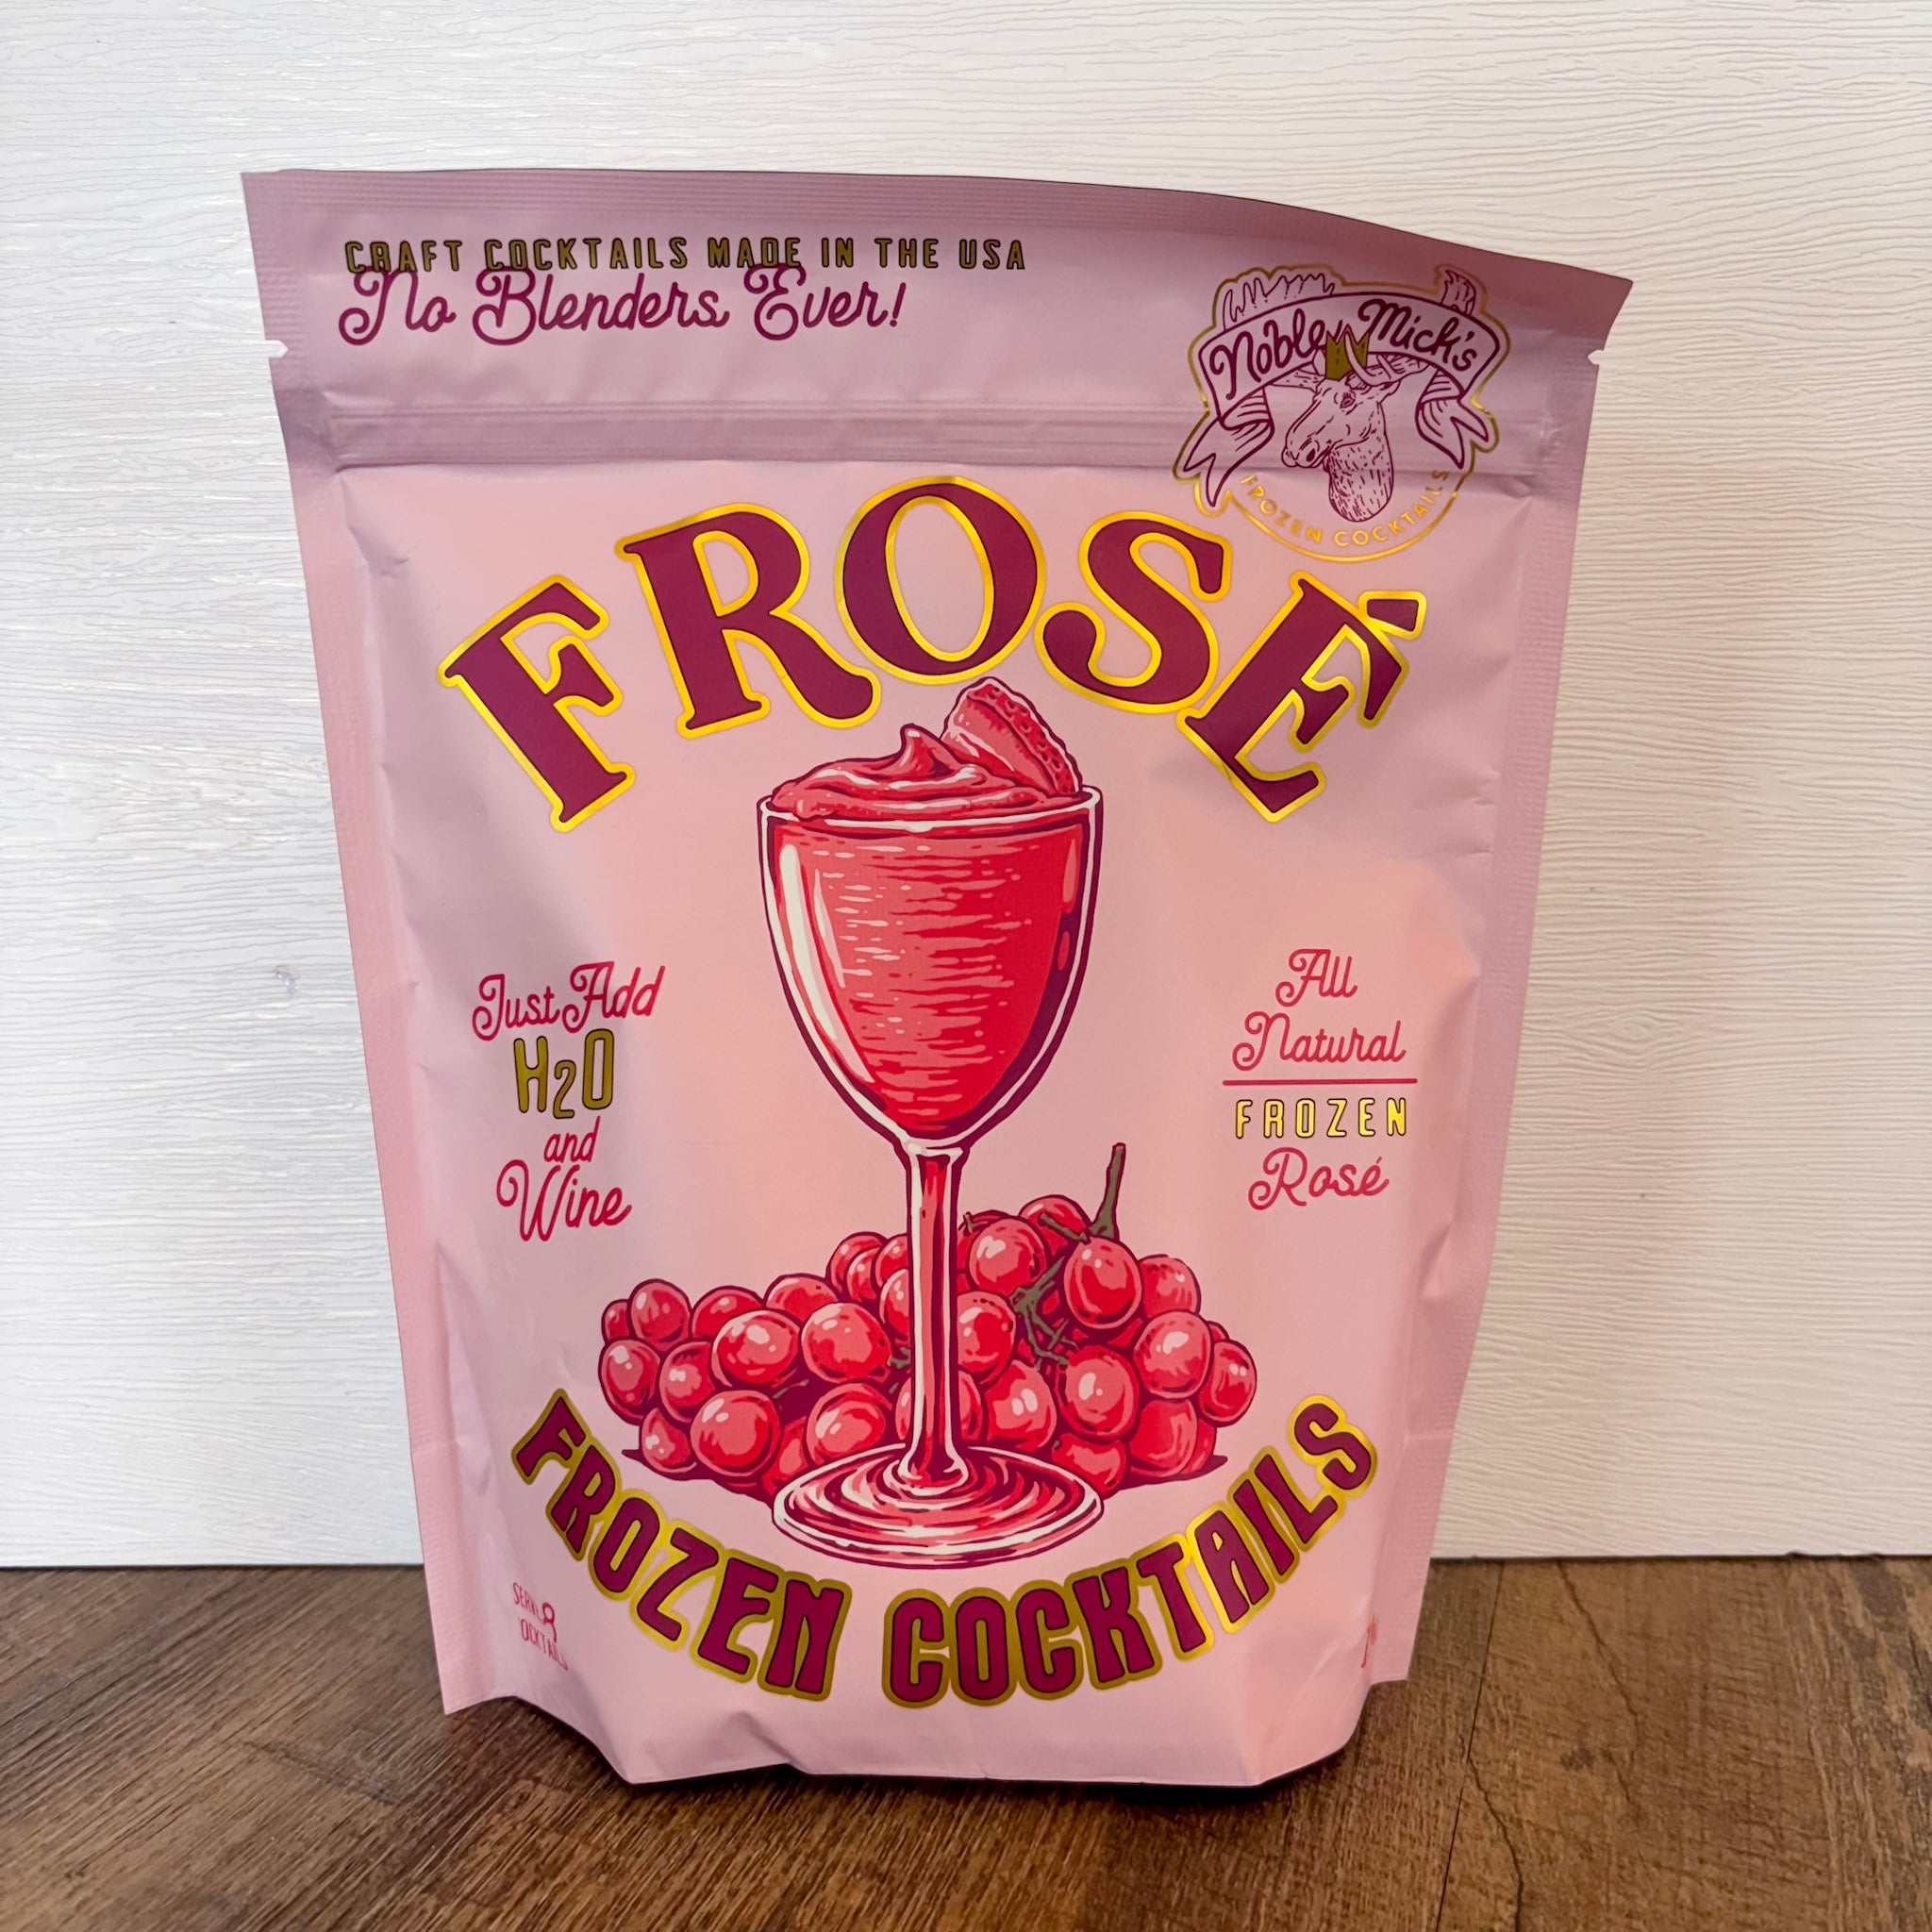 CRAFT COCKTAILS MADE IN THE USA
No Blenders Ever!
Noble Mick's
FROZEN COCKTAILS
FROSÉ
Just Add
H2O
and
Wine
All
Natural
FROZEN
Rosé
FROZEN COCKTAILS
8